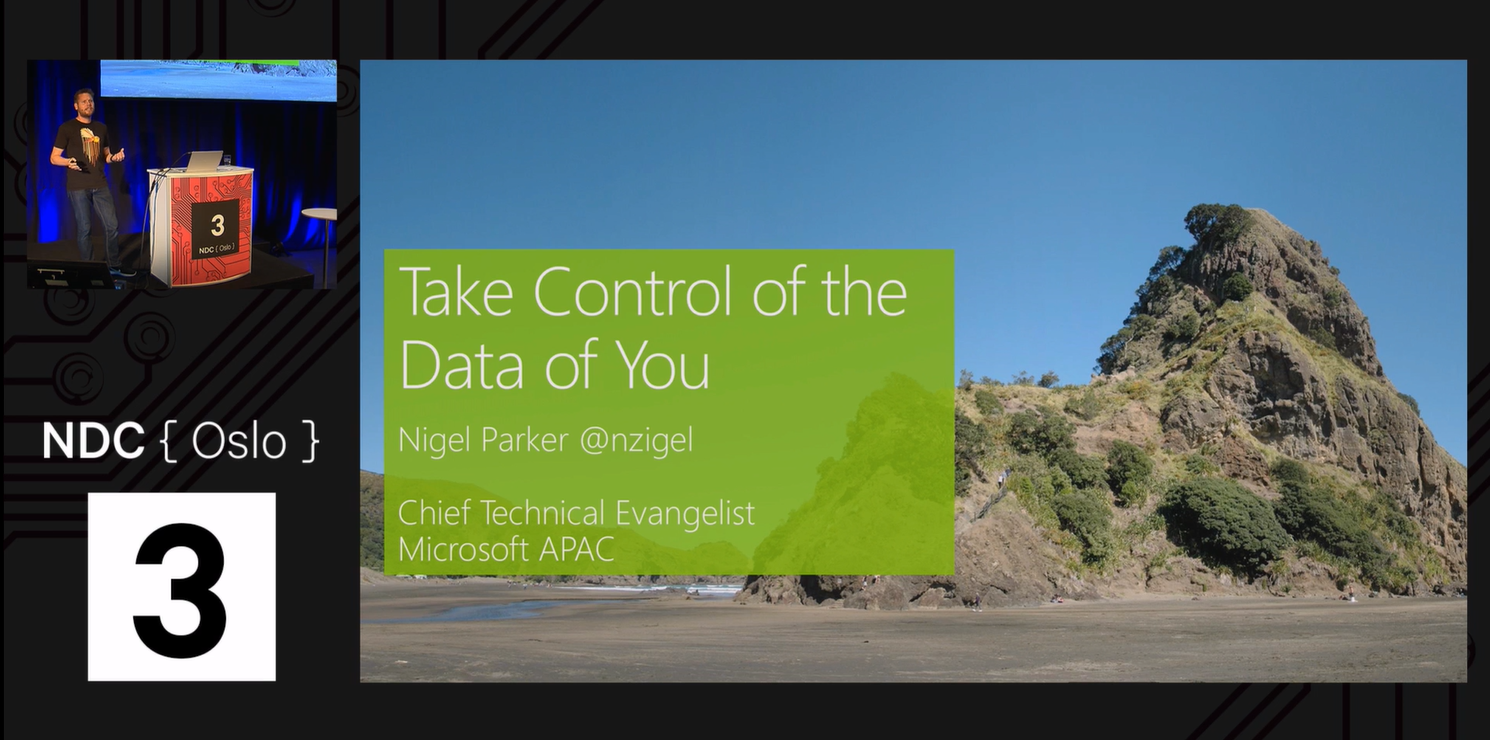 3
NDC { Oslo }
NDC { Oslo }
3
Take Control of the
Data of You
Nigel Parker @nzigel
Chief Technical Evangelist
Microsoft APAC